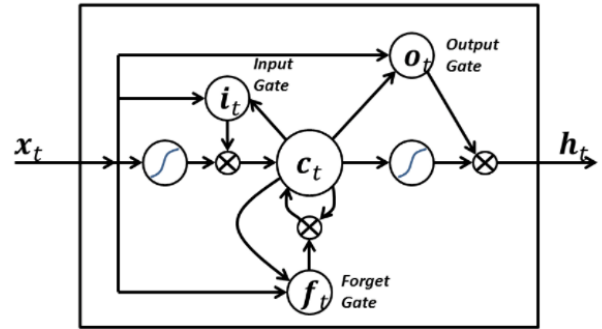 Output
Gate
o_t
Input
Gate
i_t
x_t
c_t
h_t
f_t
Forget
Gate